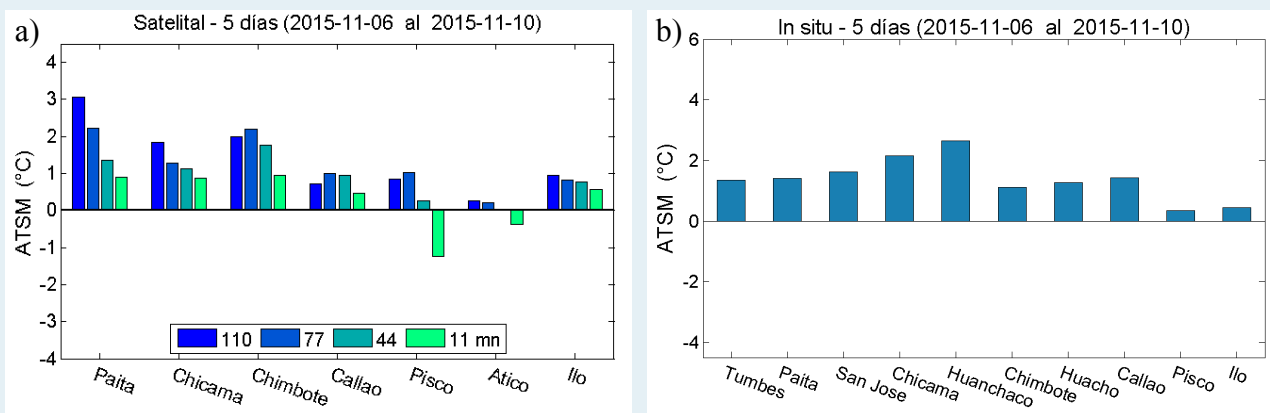 a) Satelital - 5 días (2015-11-06 al 2015-11-10)
ATSM (°C)
4
3
2
1
0
-1
-2
-3
-4
110 77 44 11 mn
Paita Chicama Chimbote Callao Pisco Atico Ilo
b) In situ - 5 días (2015-11-06 al 2015-11-10)
ATSM (°C)
6
4
2
0
-2
-4
Tumbes Paita San Jose Chicama Huanchaco Chimbote Huacho Callao Pisco Ilo